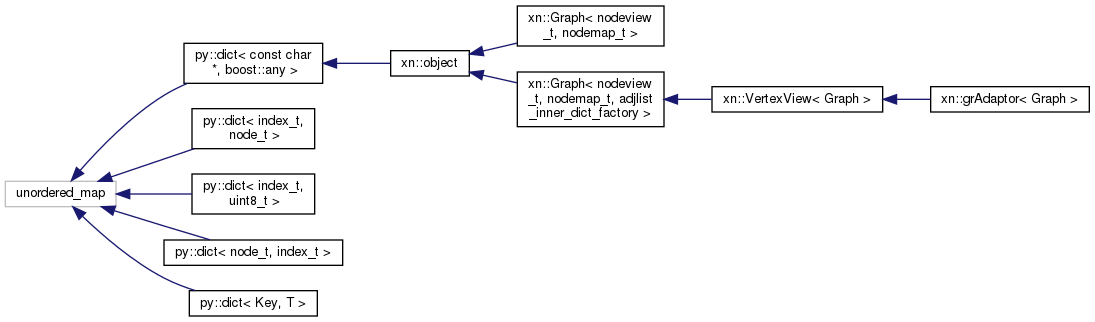 xn::Graph< nodeview
_t, nodemap_t >
py::dict< const char
*, boost::any >
xn::object
xn::Graph< nodeview
_t, nodemap_t, adjlist
_inner_dict_factory >
xn::VertexView< Graph >
xn::grAdaptor< Graph >
py::dict< index_t,
node_t >
unordered_map
py::dict< index_t,
uint8_t >
py::dict< node_t, index_t >
py::dict< Key, T >